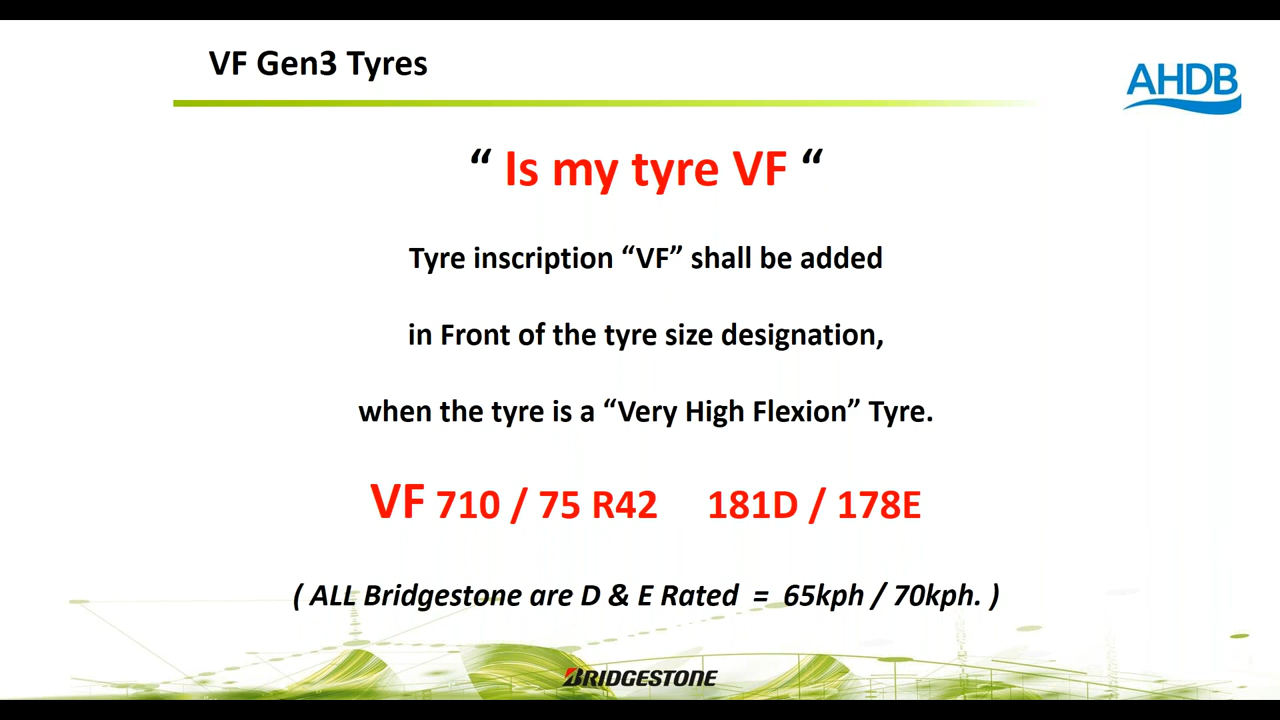 VF Gen3 Tyres
AHDB
“ Is my tyre VF “
Tyre inscription “VF” shall be added
in Front of the tyre size designation,
when the tyre is a “Very High Flexion” Tyre.
VF 710 / 75 R42 181D / 178E
( ALL Bridgestone are D & E Rated = 65kph / 70kph. )
BRIDGESTONE